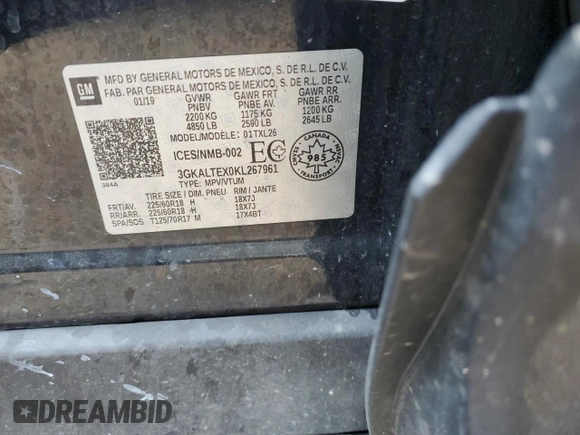 GM
MFD BY GENERAL MOTORS DE MEXICO, S. DE R.L. DE C.V.
FAB. PAR GENERAL MOTORS DE MEXICO, S. DE R.L. DE C.V.
01/19 GVWR GAWR FRT GAWR RR
PNBV PNBE AV. PNBE ARR.
2200 KG 1175 KG 1200 KG
4850 LB 2590 LB 2645 LB
MODEL/MODELE: 01TXL26
ICES/NMB-002 EC CANADA 985
3GKALTEX0KL267961
384A TYPE: MPV/VTUM
TIRE SIZE / DIM. PNEU RIM / JANTE
FRT/AV. 225/60R18 H 18X7J
RR/ARR. 225/60R18 H 18X7J
SPA/SOS T125/70R17 M 17X4BT
DREAMBID